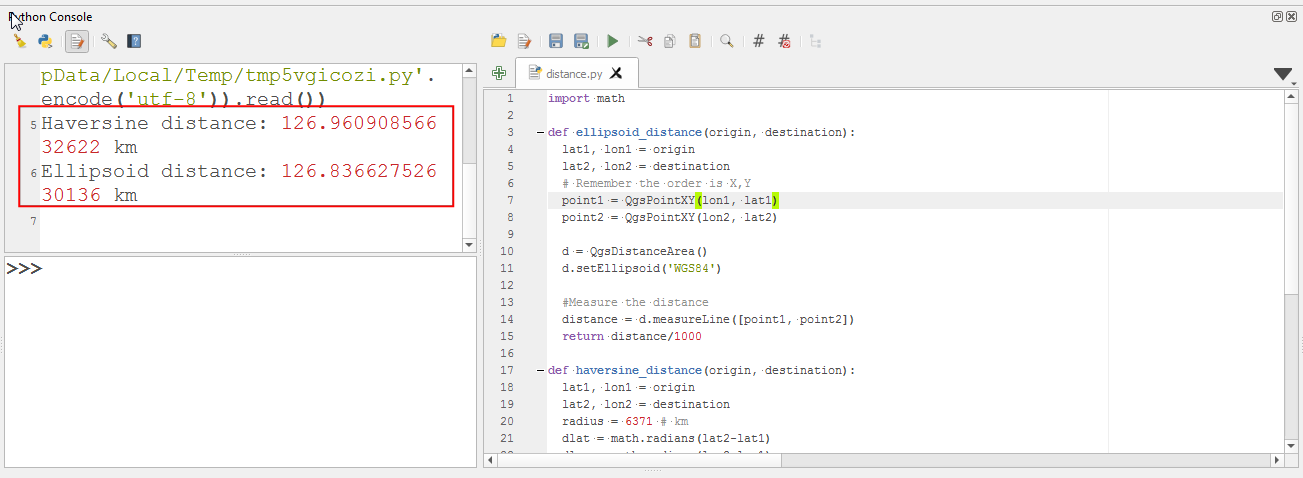 Python Console
pData/Local/Temp/tmp5vgicozi.py'.
encode('utf-8')).read())
5 Haversine distance: 126.960908566
32622 km
6 Ellipsoid distance: 126.836627526
30136 km
7
>>>
distance.py
1 import math
2
3 def ellipsoid_distance(origin, destination):
4 lat1, lon1 = origin
5 lat2, lon2 = destination
6 # Remember the order is X,Y
7 point1 = QgsPointXY(lon1, lat1)
8 point2 = QgsPointXY(lon2, lat2)
9
10 d = QgsDistanceArea()
11 d.setEllipsoid('WGS84')
12
13 #Measure the distance
14 distance = d.measureLine([point1, point2])
15 return distance/1000
16
17 def haversine_distance(origin, destination):
18 lat1, lon1 = origin
19 lat2, lon2 = destination
20 radius = 6371 # km
21 dlat = math.radians(lat2-lat1)